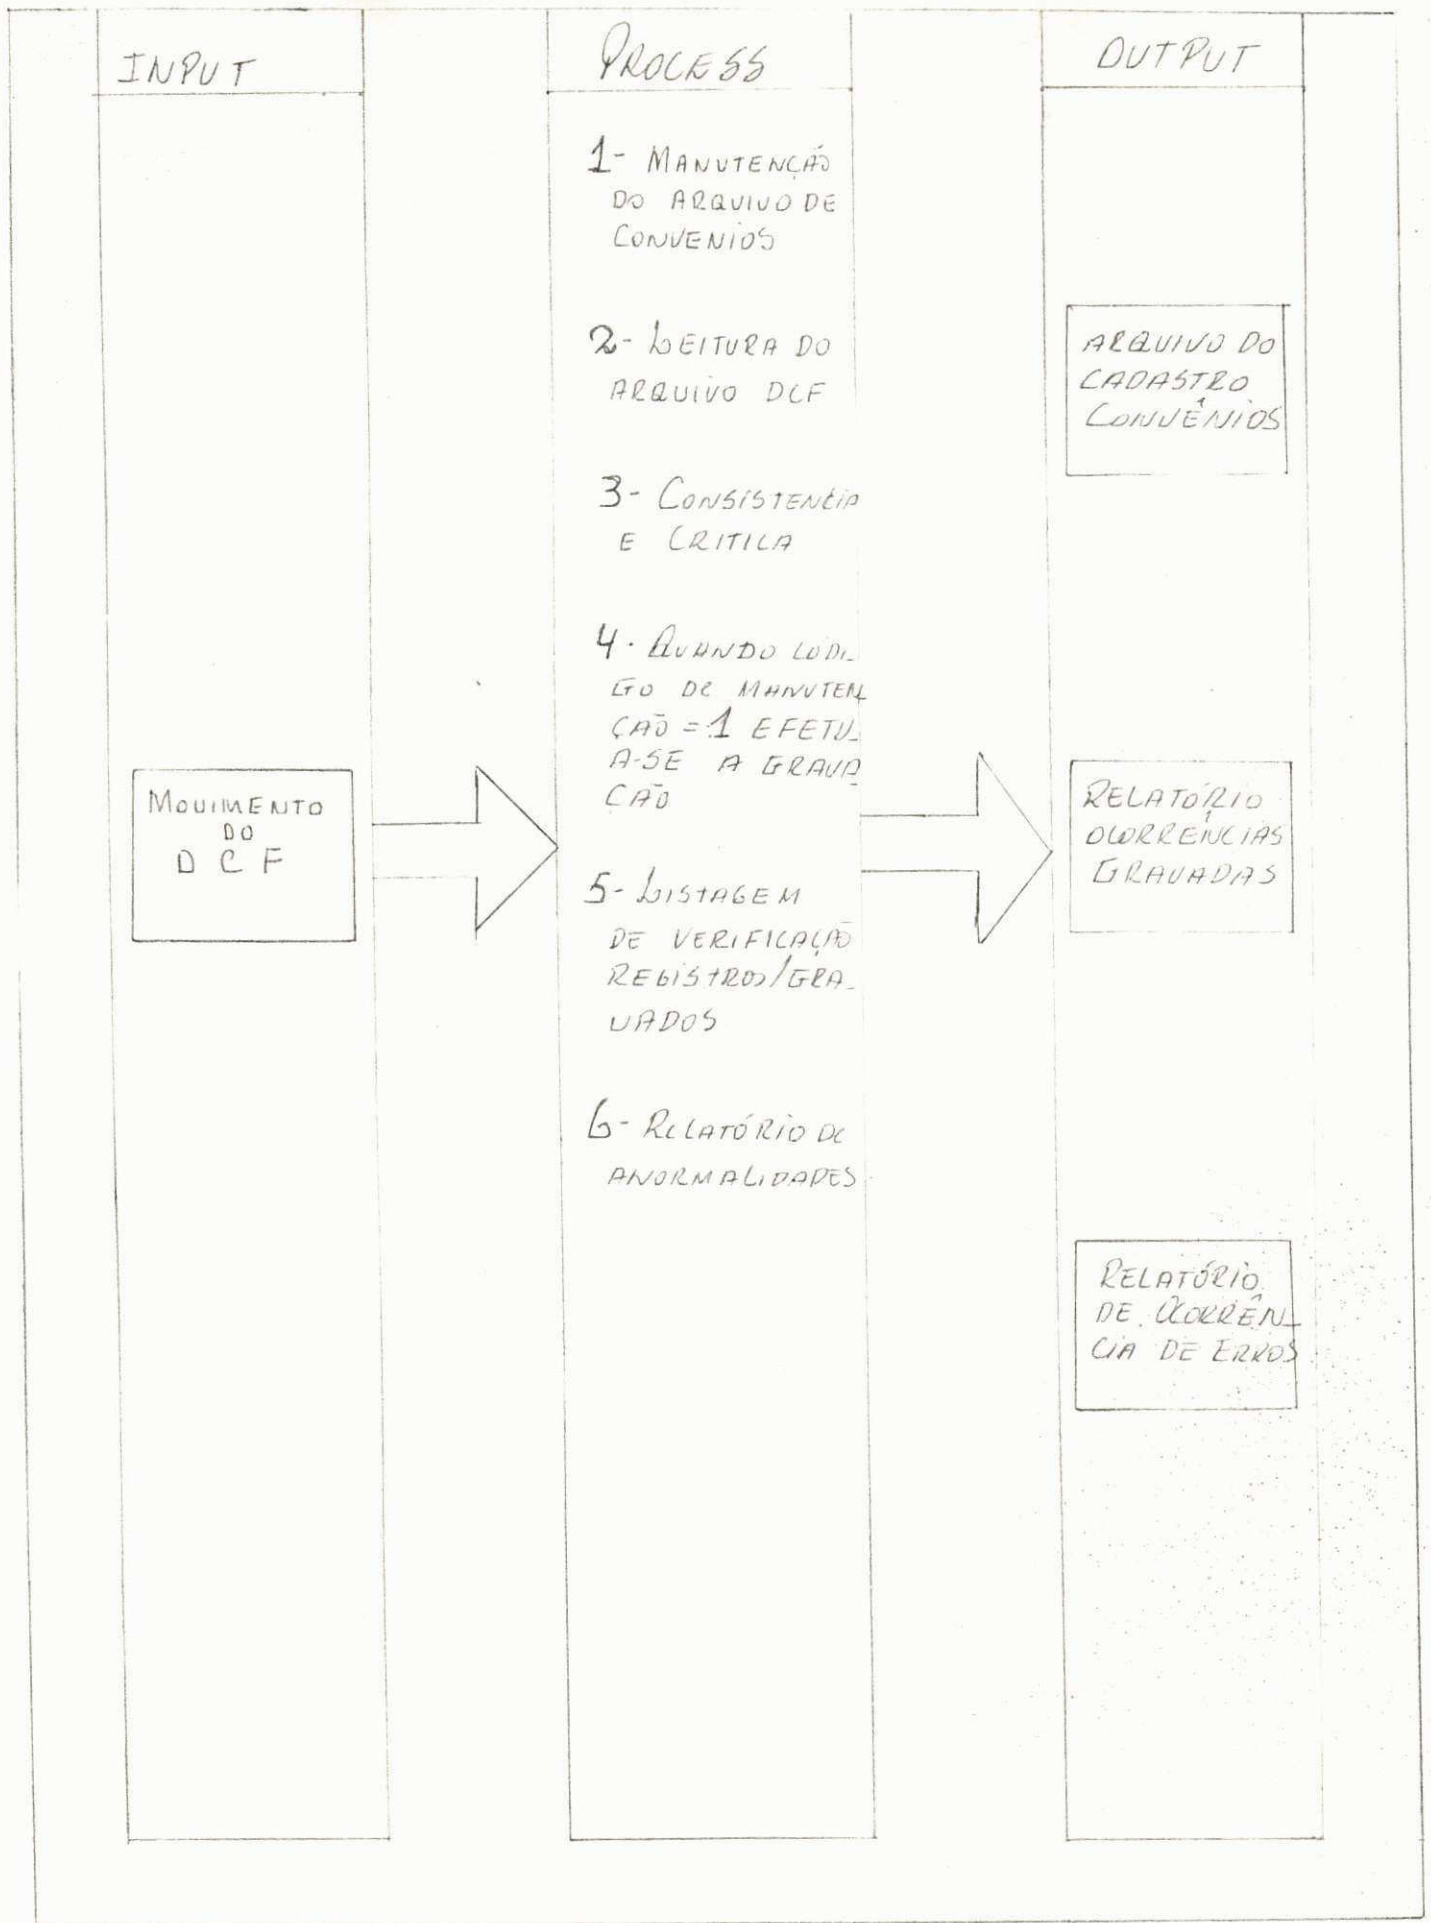 INPUT
MOVIMENTO
DO
DCF
PROCESS
1- MANUTENÇÃO
DO ARQUIVO DE
CONVENIOS
2- LEITURA DO
ARQUIVO DCF
3- CONSISTENCIA
E CRITICA
4. QUANDO CODI-
GO DE MANUTEN
ÇÃO = 1 EFETU-
A-SE A GRAVA
CÃO
5- LISTAGEM
DE VERIFICAÇÃO
REGISTROS/GRA-
VADOS
6- RELATÓRIO DE
ANORMALIDADES
OUTPUT
ARQUIVO DO
CADASTRO
CONVÊNIOS
RELATÓRIO
OCORRÊNCIAS
GRAVADAS
RELATÓRIO
DE OCORRÊN-
CIA DE ERROS